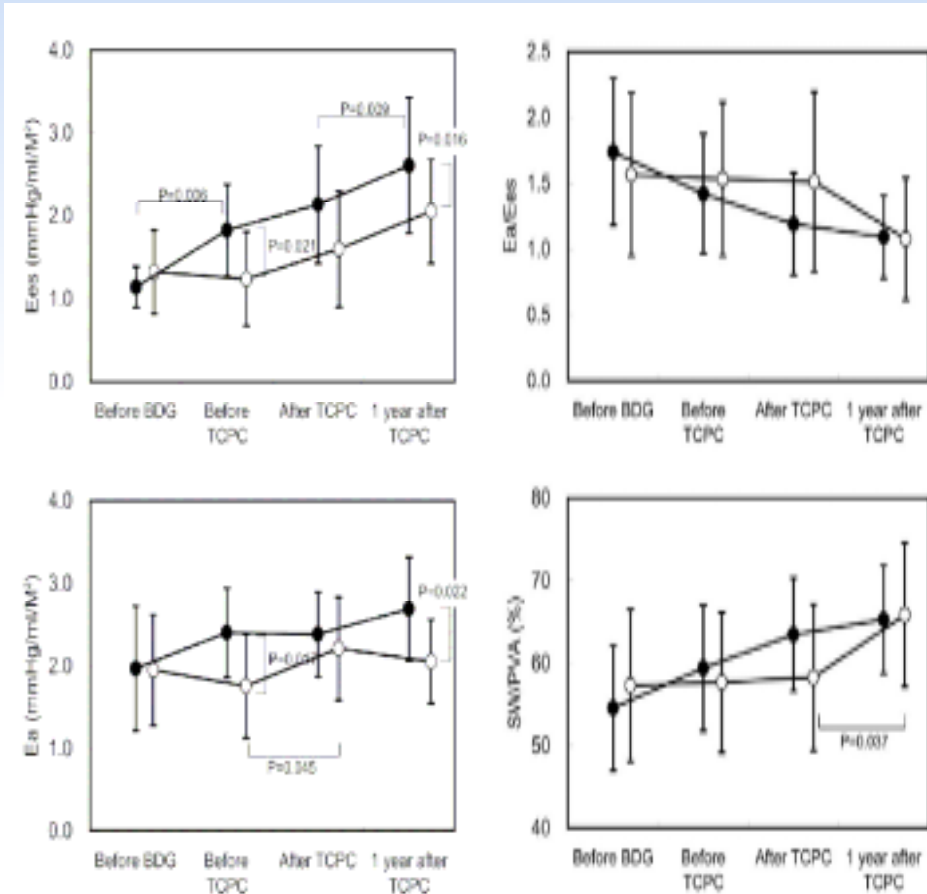 4.0
3.0
2.0
1.0
0.0
Ees (mmHg/ml/M²)
P=0.029
P=0.016
P=0.021
Before BDG
Before
TCPC
After TCPC
1 year after
TCPC
2.5
2.0
1.5
1.0
0.5
0.0
Ea/Ees
Before BDG
Before
TCPC
After TCPC
1 year after
TCPC
4.0
3.0
2.0
1.0
0.0
Ea (mmHg/ml/M²)
P=0.022
P=0.045
Before BDG
Before
TCPC
After TCPC
1 year after
TCPC
80
70
60
50
40
SW/PVA (%)
P=0.037
Before BDG
Before
TCPC
After TCPC
1 year after
TCPC